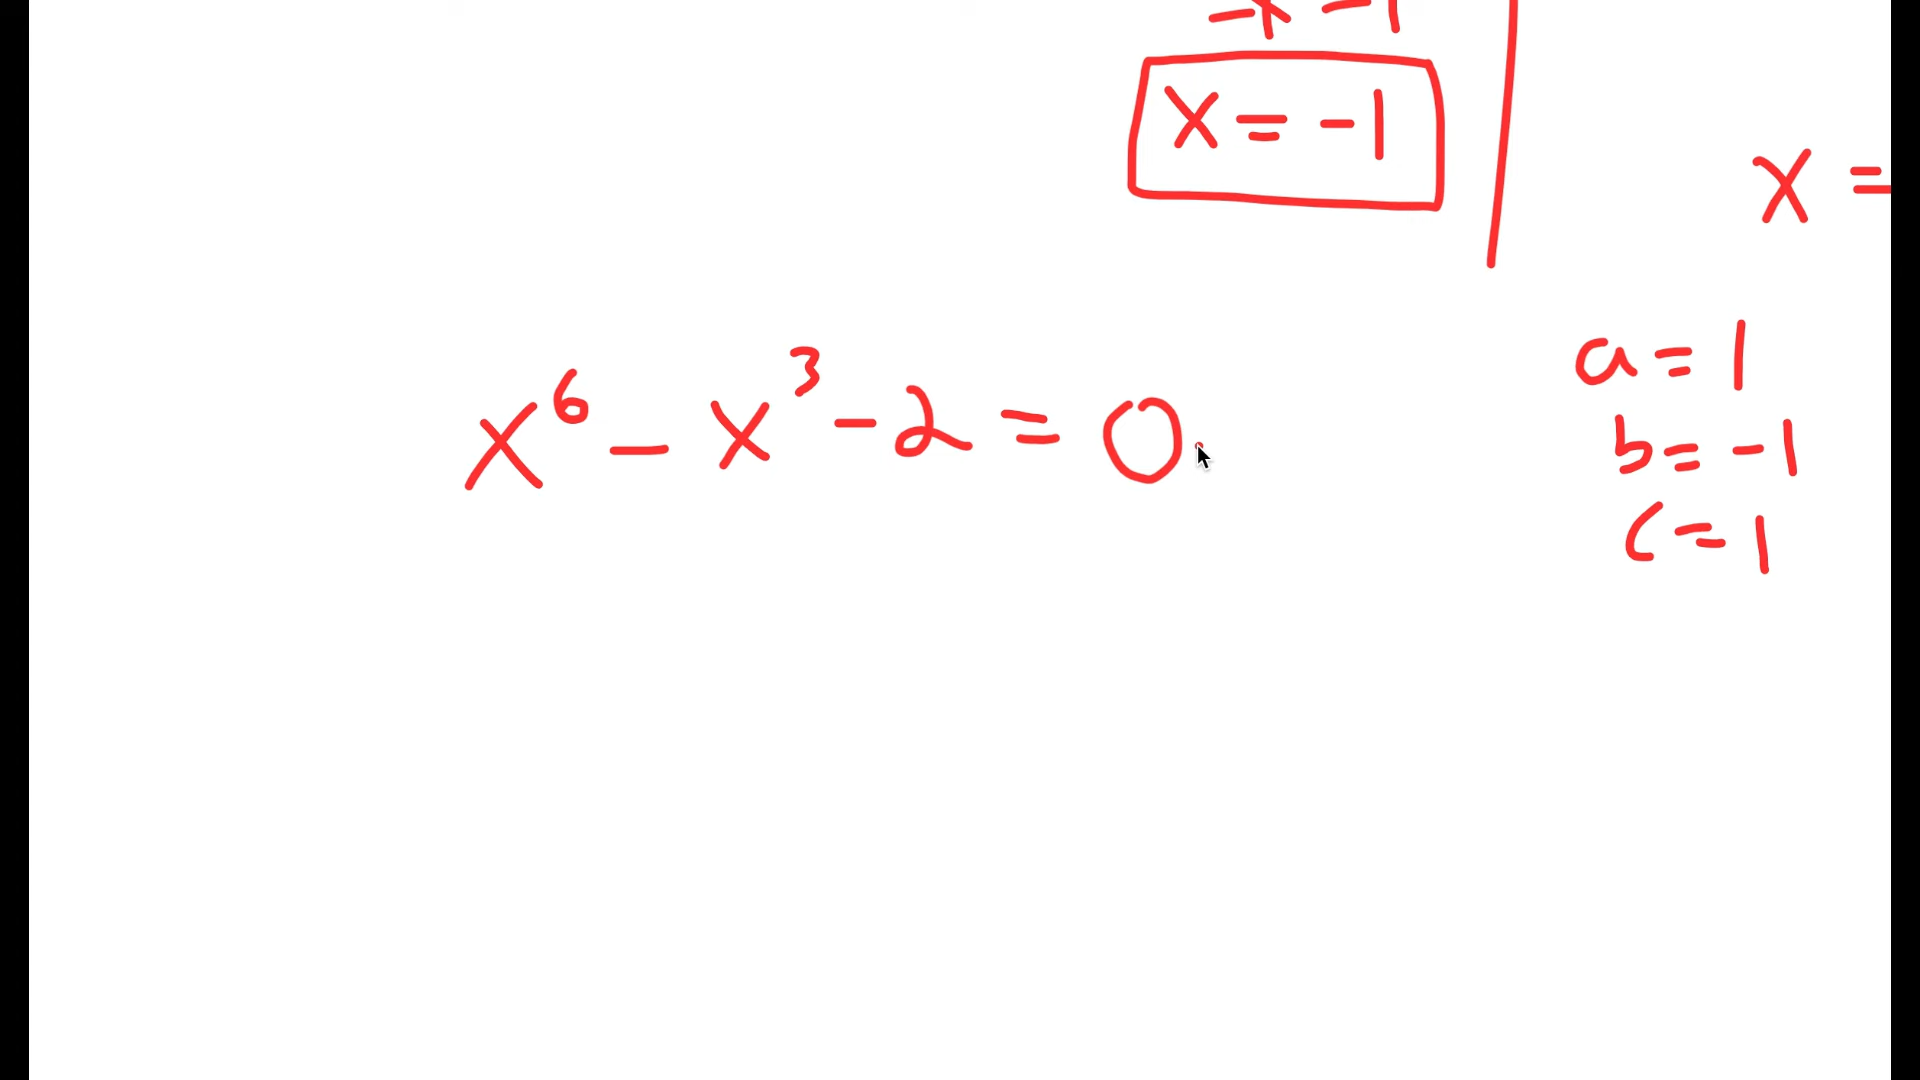 x = -1
x =
x⁶ - x³ - 2 = 0
a = 1
b = -1
c = 1